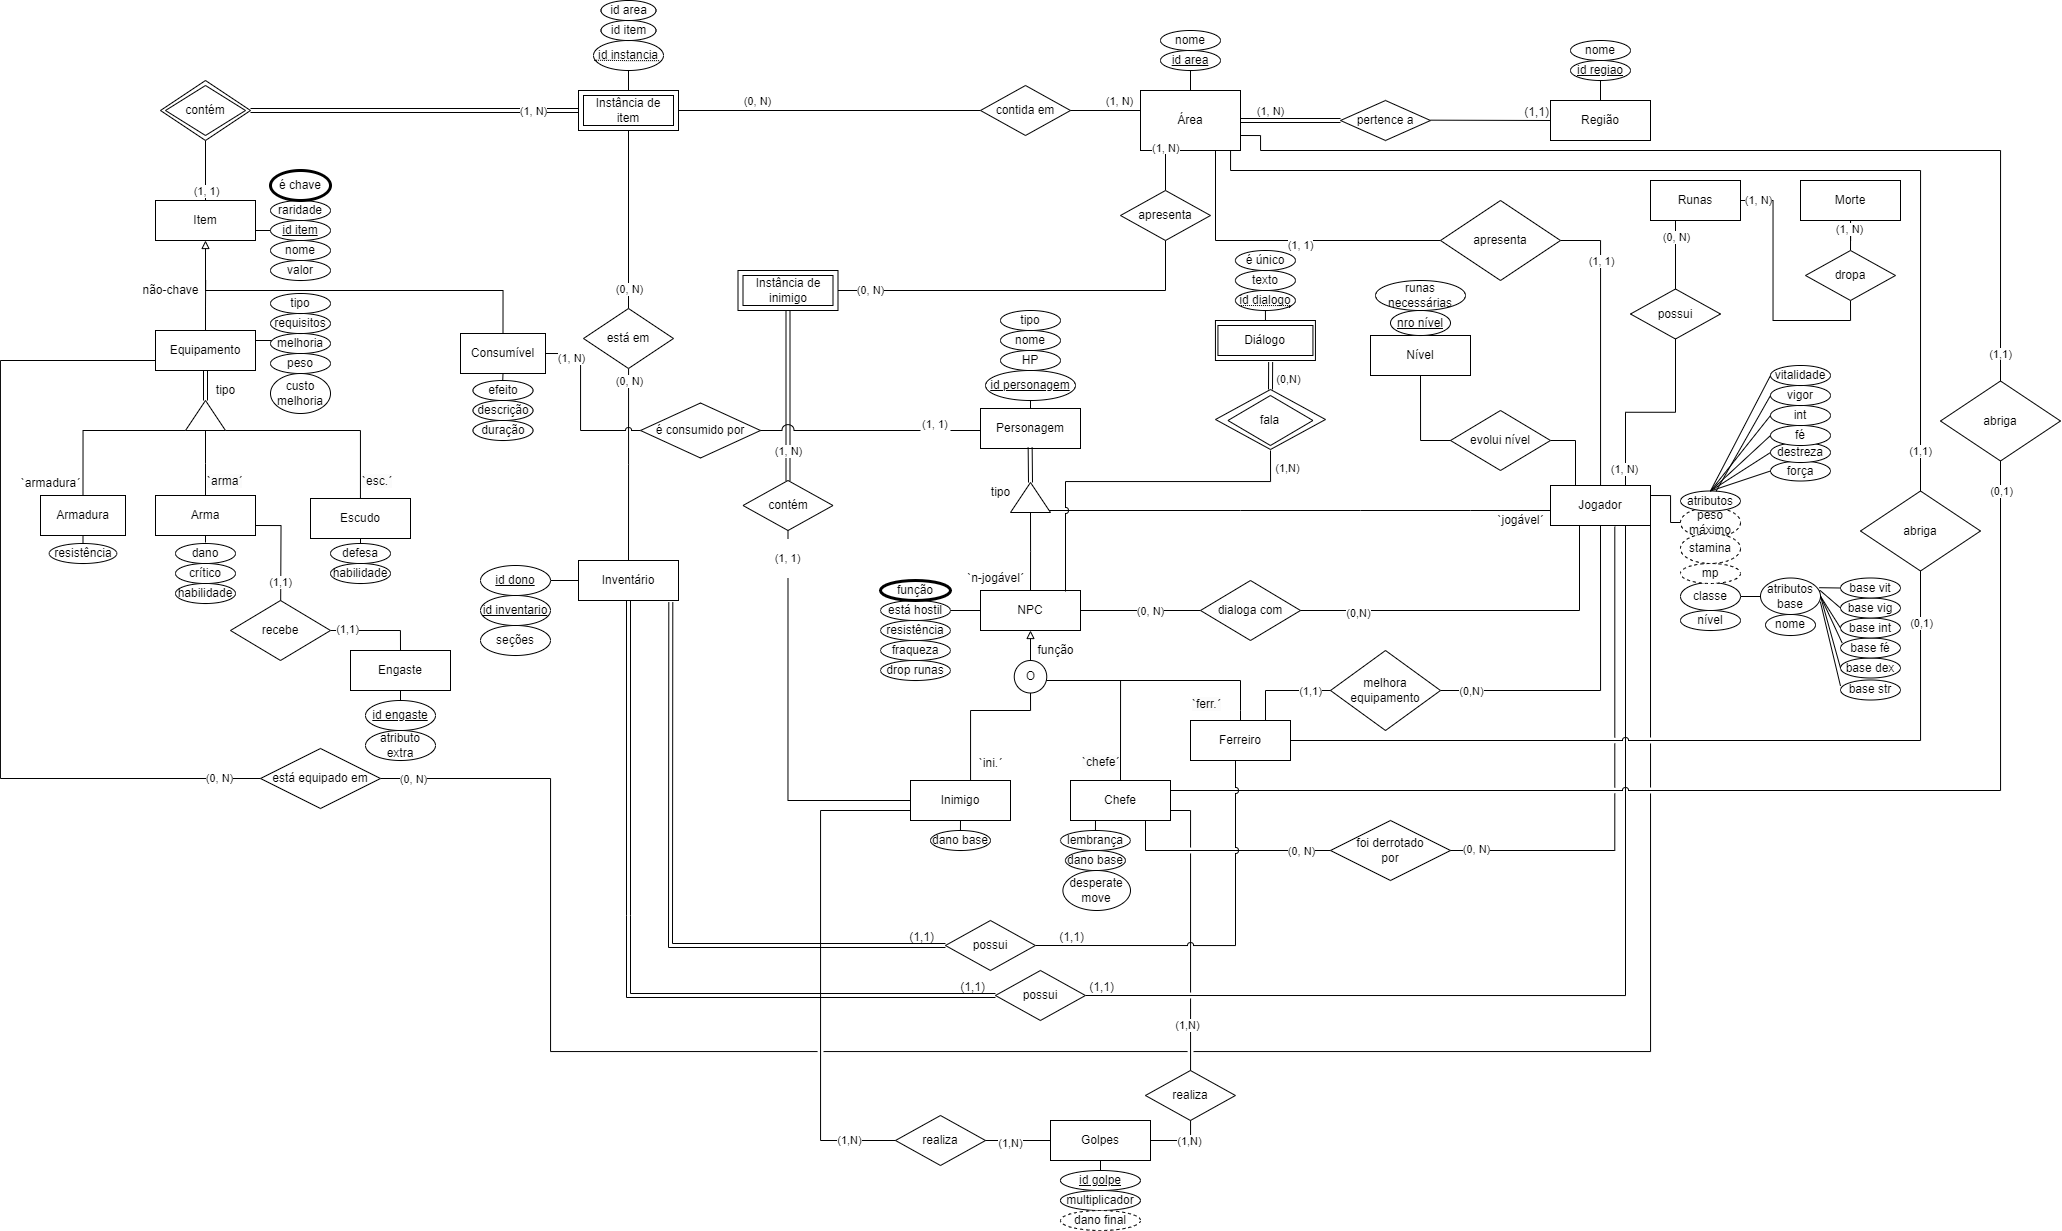 id area
id item
id instancia
Instância de
item
contém
(1, N)
(0, N)
contida em
(1, N)
nome
id area
Área
(1, N)
pertence a
(1,1)
nome
id regiao
Região
(1, N)
(1, 1)
Item
é chave
raridade
id item
nome
valor
não-chave
Equipamento
tipo
requisitos
melhoria
peso
custo
melhoria
tipo
Consumível
(1, N)
efeito
descrição
duração
(0, N)
está em
(0, N)
é consumido por
(1, 1)
Instância de
inimigo
(0, N)
apresenta
(1, N)
contém
(1, 1)
tipo
nome
HP
id personagem
Personagem
tipo
é único
texto
id dialogo
Diálogo
(0,N)
fala
(1,N)
(1, 1)
apresenta
(1, 1)
runas
necessárias
nro nível
Nível
evolui nível
Runas
(1, N)
Morte
(1, N)
dropa
(0, N)
possui
(1, N)
Jogador
`jogável´
vitalidade
vigor
int
fé
destreza
força
atributos
peso
máximo
stamina
mp
classe
nível
atributos
base
nome
base vit
base vig
base int
base fé
base dex
base str
(1,1)
abriga
(0,1)
(1,1)
abriga
(0,1)
`armadura´
Armadura
resistência
`arma´
Arma
dano
crítico
habilidade
`esc.´
Escudo
defesa
habilidade
(1,1)
recebe
(1,1)
Engaste
id engaste
atributo
extra
(0, N)
está equipado em
(0, N)
id dono
id inventario
seções
Inventário
`n-jogável´
NPC
função
está hostil
resistência
fraqueza
drop runas
função
O
(0, N)
dialoga com
(0,N)
`ferr.´
Ferreiro
(1,1)
melhora
equipamento
(0,N)
`ini.´
Inimigo
dano base
`chefe´
Chefe
lembrança
dano base
desperate
move
(0, N)
foi derrotado
por
(0, N)
(1,1)
possui
(1,1)
(1,1)
possui
(1,1)
(1,N)
realiza
(1,N)
(1,N)
realiza
(1,N)
Golpes
id golpe
multiplicador
dano final